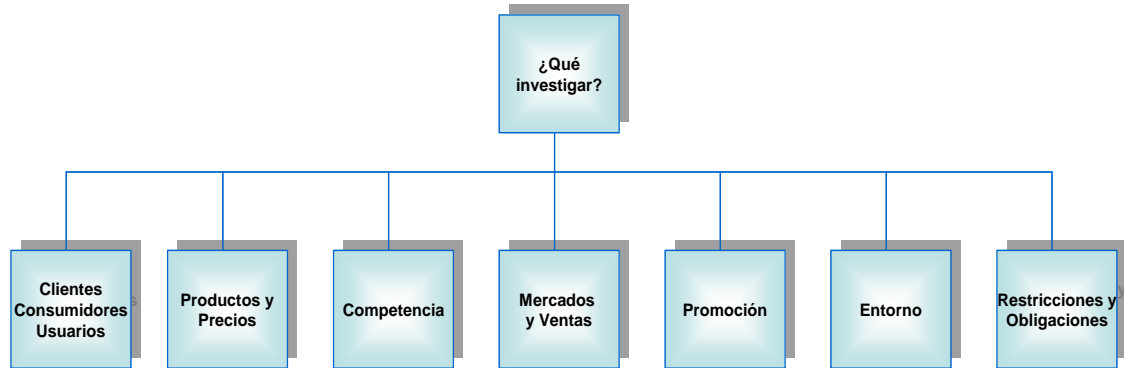 ¿Qué
investigar?
Clientes
Consumidores
Usuarios
Productos y
Precios
Competencia
Mercados
y Ventas
Promoción
Entorno
Restricciones y
Obligaciones